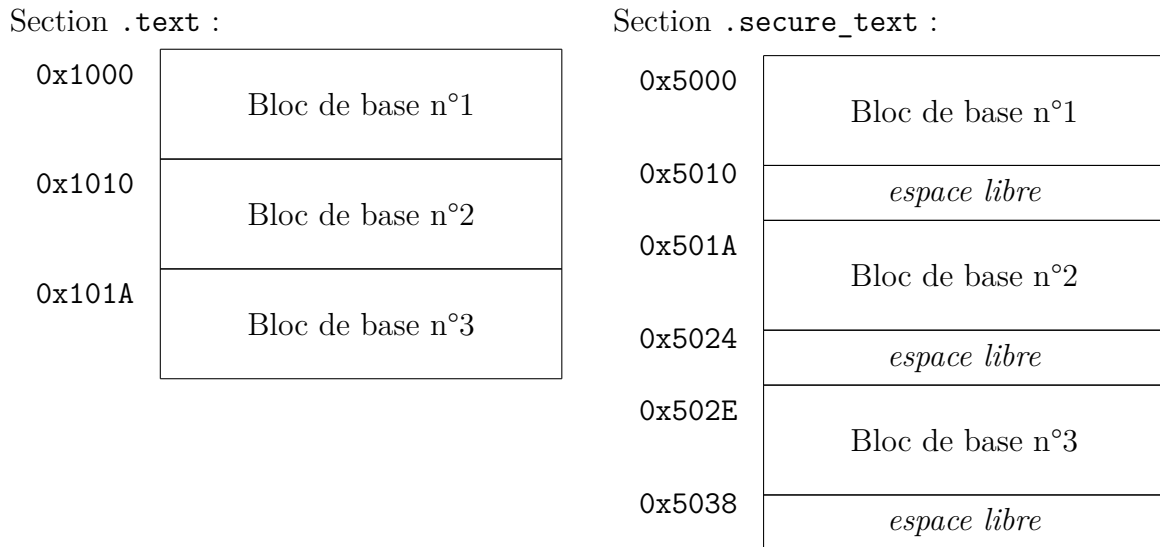 Section .text :
0x1000
Bloc de base n°1
0x1010
Bloc de base n°2
0x101A
Bloc de base n°3
Section .secure_text :
0x5000
Bloc de base n°1
0x5010
espace libre
0x501A
Bloc de base n°2
0x5024
espace libre
0x502E
Bloc de base n°3
0x5038
espace libre